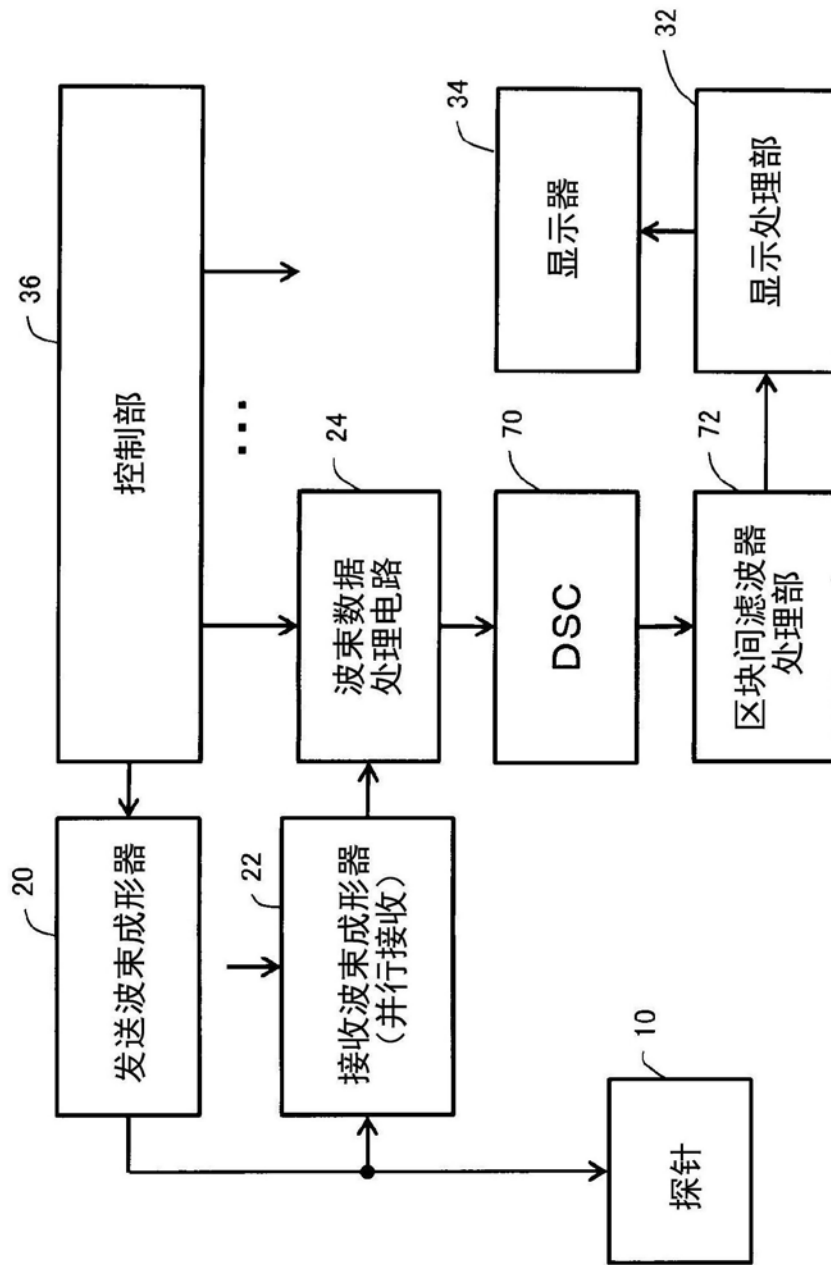 36
控制部
20
发送波束成形器
22
接收波束成形器
（并行接收）
24
波束数据
处理电路
...
34
显示器
70
DSC
10
探针
72
区块间滤波器
处理部
32
显示处理部